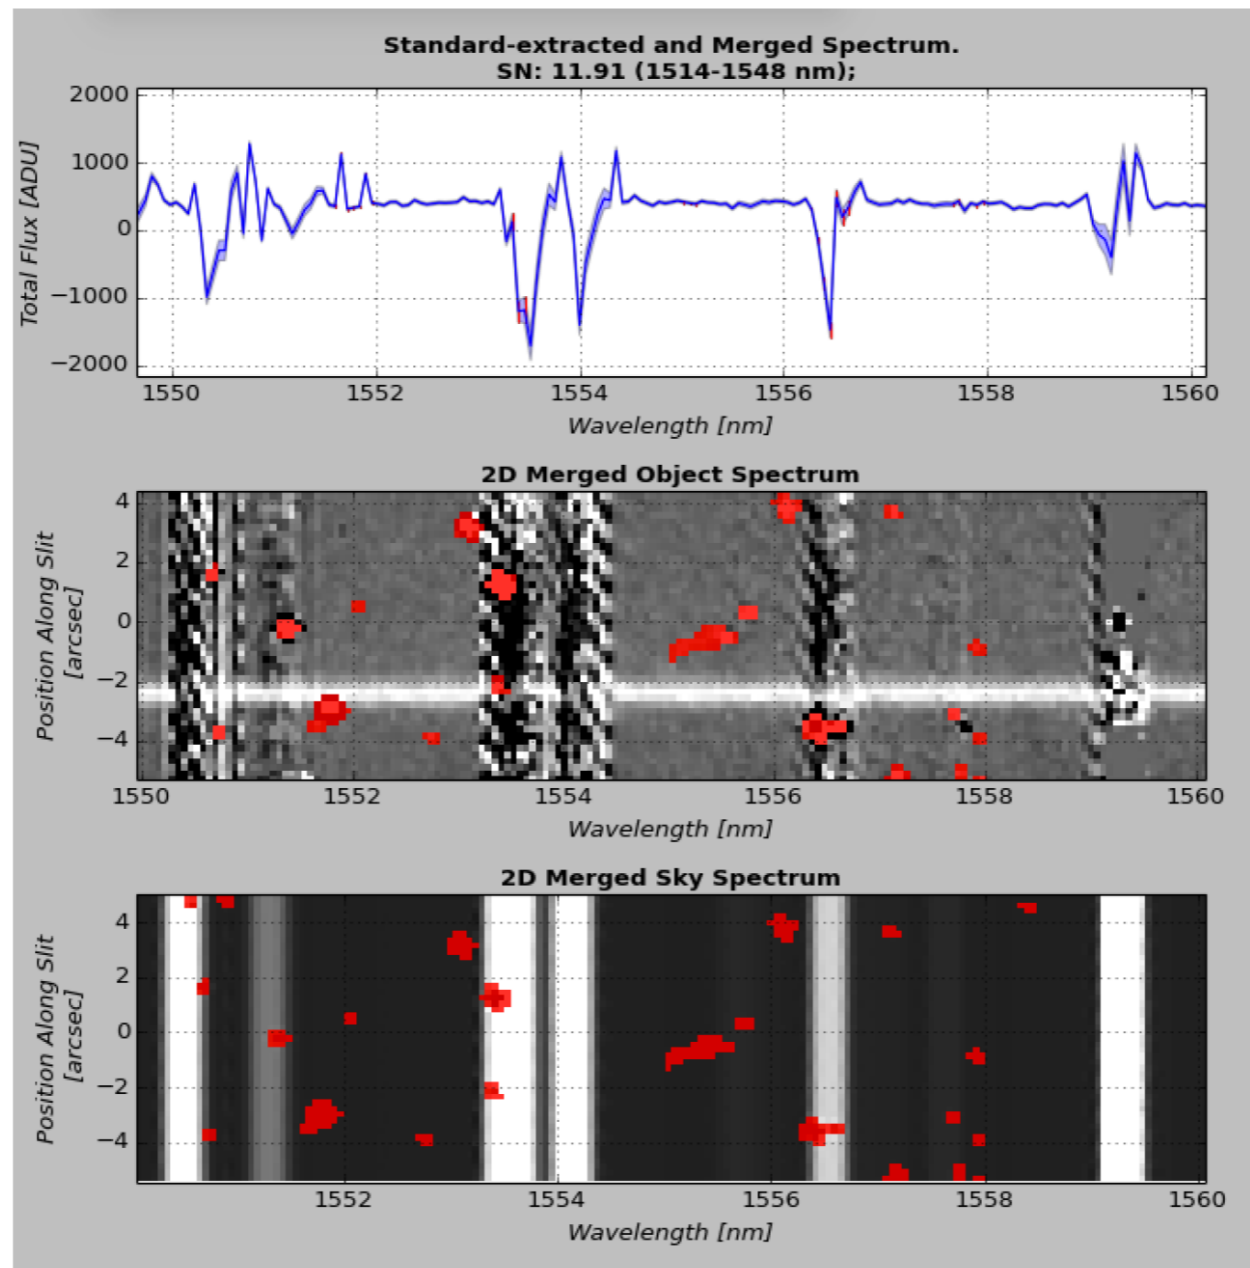 Standard-extracted and Merged Spectrum.
SN: 11.91 (1514-1548 nm);
2000
1000
0
−1000
−2000
Total Flux [ADU]
1550 1552 1554 1556 1558 1560
Wavelength [nm]
2D Merged Object Spectrum
4
2
0
−2
−4
Position Along Slit
[arcsec]
1550 1552 1554 1556 1558 1560
Wavelength [nm]
2D Merged Sky Spectrum
4
2
0
−2
−4
Position Along Slit
[arcsec]
1552 1554 1556 1558 1560
Wavelength [nm]